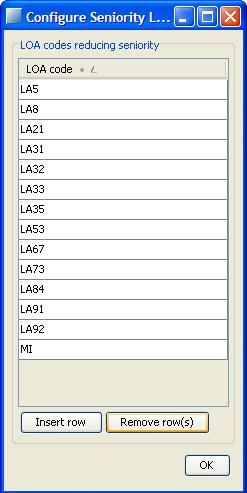 Configure Seniority L...
LOA codes reducing seniority
LOA code
LA5
LA8
LA21
LA31
LA32
LA33
LA35
LA53
LA67
LA73
LA84
LA91
LA92
MI
Insert row
Remove row(s)
OK